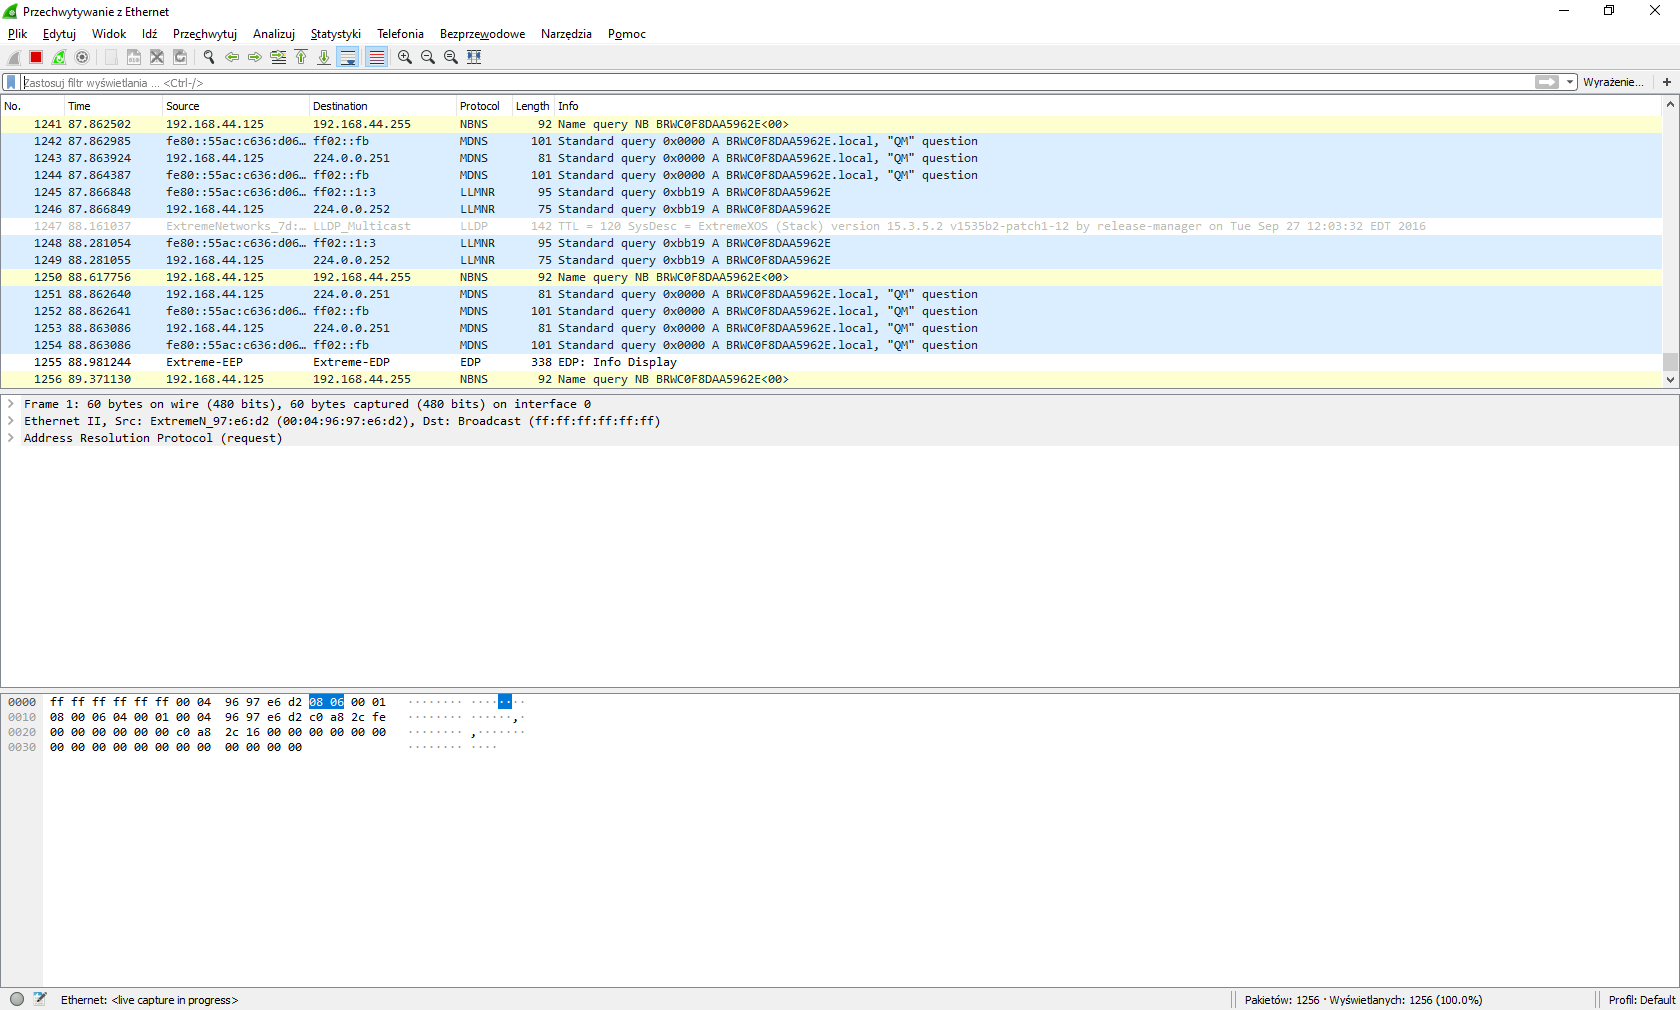 Przechwytywanie z Ethernet
Plik Edytuj Widok Idź Przechwytuj Analizuj Statystyki Telefonia Bezprzewodowe Narzędzia Pomoc
Zastosuj filtr wyświetlania ... <Ctrl-/> Wyrażenie... +
No. Time Source Destination Protocol Length Info
1241 87.862502 192.168.44.125 192.168.44.255 NBNS 92 Name query NB BRWC0F8DAA5962E<00>
1242 87.862985 fe80::55ac:c636:d06… ff02::fb MDNS 101 Standard query 0x0000 A BRWC0F8DAA5962E.local, "QM" question
1243 87.863924 192.168.44.125 224.0.0.251 MDNS 81 Standard query 0x0000 A BRWC0F8DAA5962E.local, "QM" question
1244 87.864387 fe80::55ac:c636:d06… ff02::fb MDNS 101 Standard query 0x0000 A BRWC0F8DAA5962E.local, "QM" question
1245 87.866848 fe80::55ac:c636:d06… ff02::1:3 LLMNR 95 Standard query 0xbb19 A BRWC0F8DAA5962E
1246 87.866849 192.168.44.125 224.0.0.252 LLMNR 75 Standard query 0xbb19 A BRWC0F8DAA5962E
1247 88.161037 ExtremeNetworks_7d:… LLDP_Multicast LLDP 142 TTL = 120 SysDesc = ExtremeXOS (Stack) version 15.3.5.2 v1535b2-patch1-12 by release-manager on Tue Sep 27 12:03:32 EDT 2016
1248 88.281054 fe80::55ac:c636:d06… ff02::1:3 LLMNR 95 Standard query 0xbb19 A BRWC0F8DAA5962E
1249 88.281055 192.168.44.125 224.0.0.252 LLMNR 75 Standard query 0xbb19 A BRWC0F8DAA5962E
1250 88.617756 192.168.44.125 192.168.44.255 NBNS 92 Name query NB BRWC0F8DAA5962E<00>
1251 88.862640 192.168.44.125 224.0.0.251 MDNS 81 Standard query 0x0000 A BRWC0F8DAA5962E.local, "QM" question
1252 88.862641 fe80::55ac:c636:d06… ff02::fb MDNS 101 Standard query 0x0000 A BRWC0F8DAA5962E.local, "QM" question
1253 88.863086 192.168.44.125 224.0.0.251 MDNS 81 Standard query 0x0000 A BRWC0F8DAA5962E.local, "QM" question
1254 88.863086 fe80::55ac:c636:d06… ff02::fb MDNS 101 Standard query 0x0000 A BRWC0F8DAA5962E.local, "QM" question
1255 88.981244 Extreme-EEP Extreme-EDP EDP 338 EDP: Info Display
1256 89.371130 192.168.44.125 192.168.44.255 NBNS 92 Name query NB BRWC0F8DAA5962E<00>
Frame 1: 60 bytes on wire (480 bits), 60 bytes captured (480 bits) on interface 0
Ethernet II, Src: ExtremeN_97:e6:d2 (00:04:96:97:e6:d2), Dst: Broadcast (ff:ff:ff:ff:ff:ff)
Address Resolution Protocol (request)
0000 ff ff ff ff ff ff 00 04 96 97 e6 d2 08 06 00 01 ········ ········
0010 08 00 06 04 00 01 00 04 96 97 e6 d2 c0 a8 2c fe ········ ······,·
0020 00 00 00 00 00 00 c0 a8 2c 16 00 00 00 00 00 00 ········ ,·······
0030 00 00 00 00 00 00 00 00 00 00 00 00 ········ ····
Ethernet: <live capture in progress> Pakietów: 1256 · Wyświetlanych: 1256 (100.0%) Profil: Default